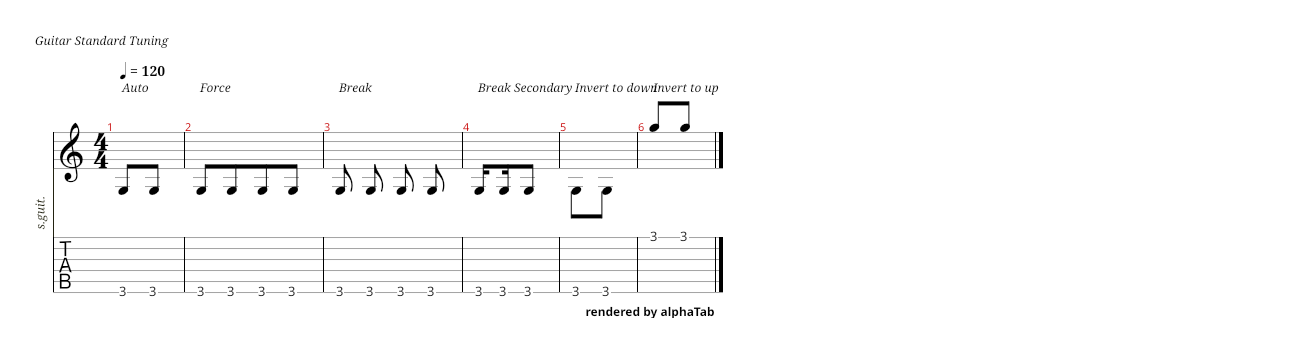 Guitar Standard Tuning
= 120
Auto Force Break Break Secondary Invert to down Invert to up
1 2 3 4 5 6
4
4
s.guit.
T
A
B
3 3 3 3 3 3 3 3 3 3 3 3 3 3 3 3 3
rendered by alphaTab